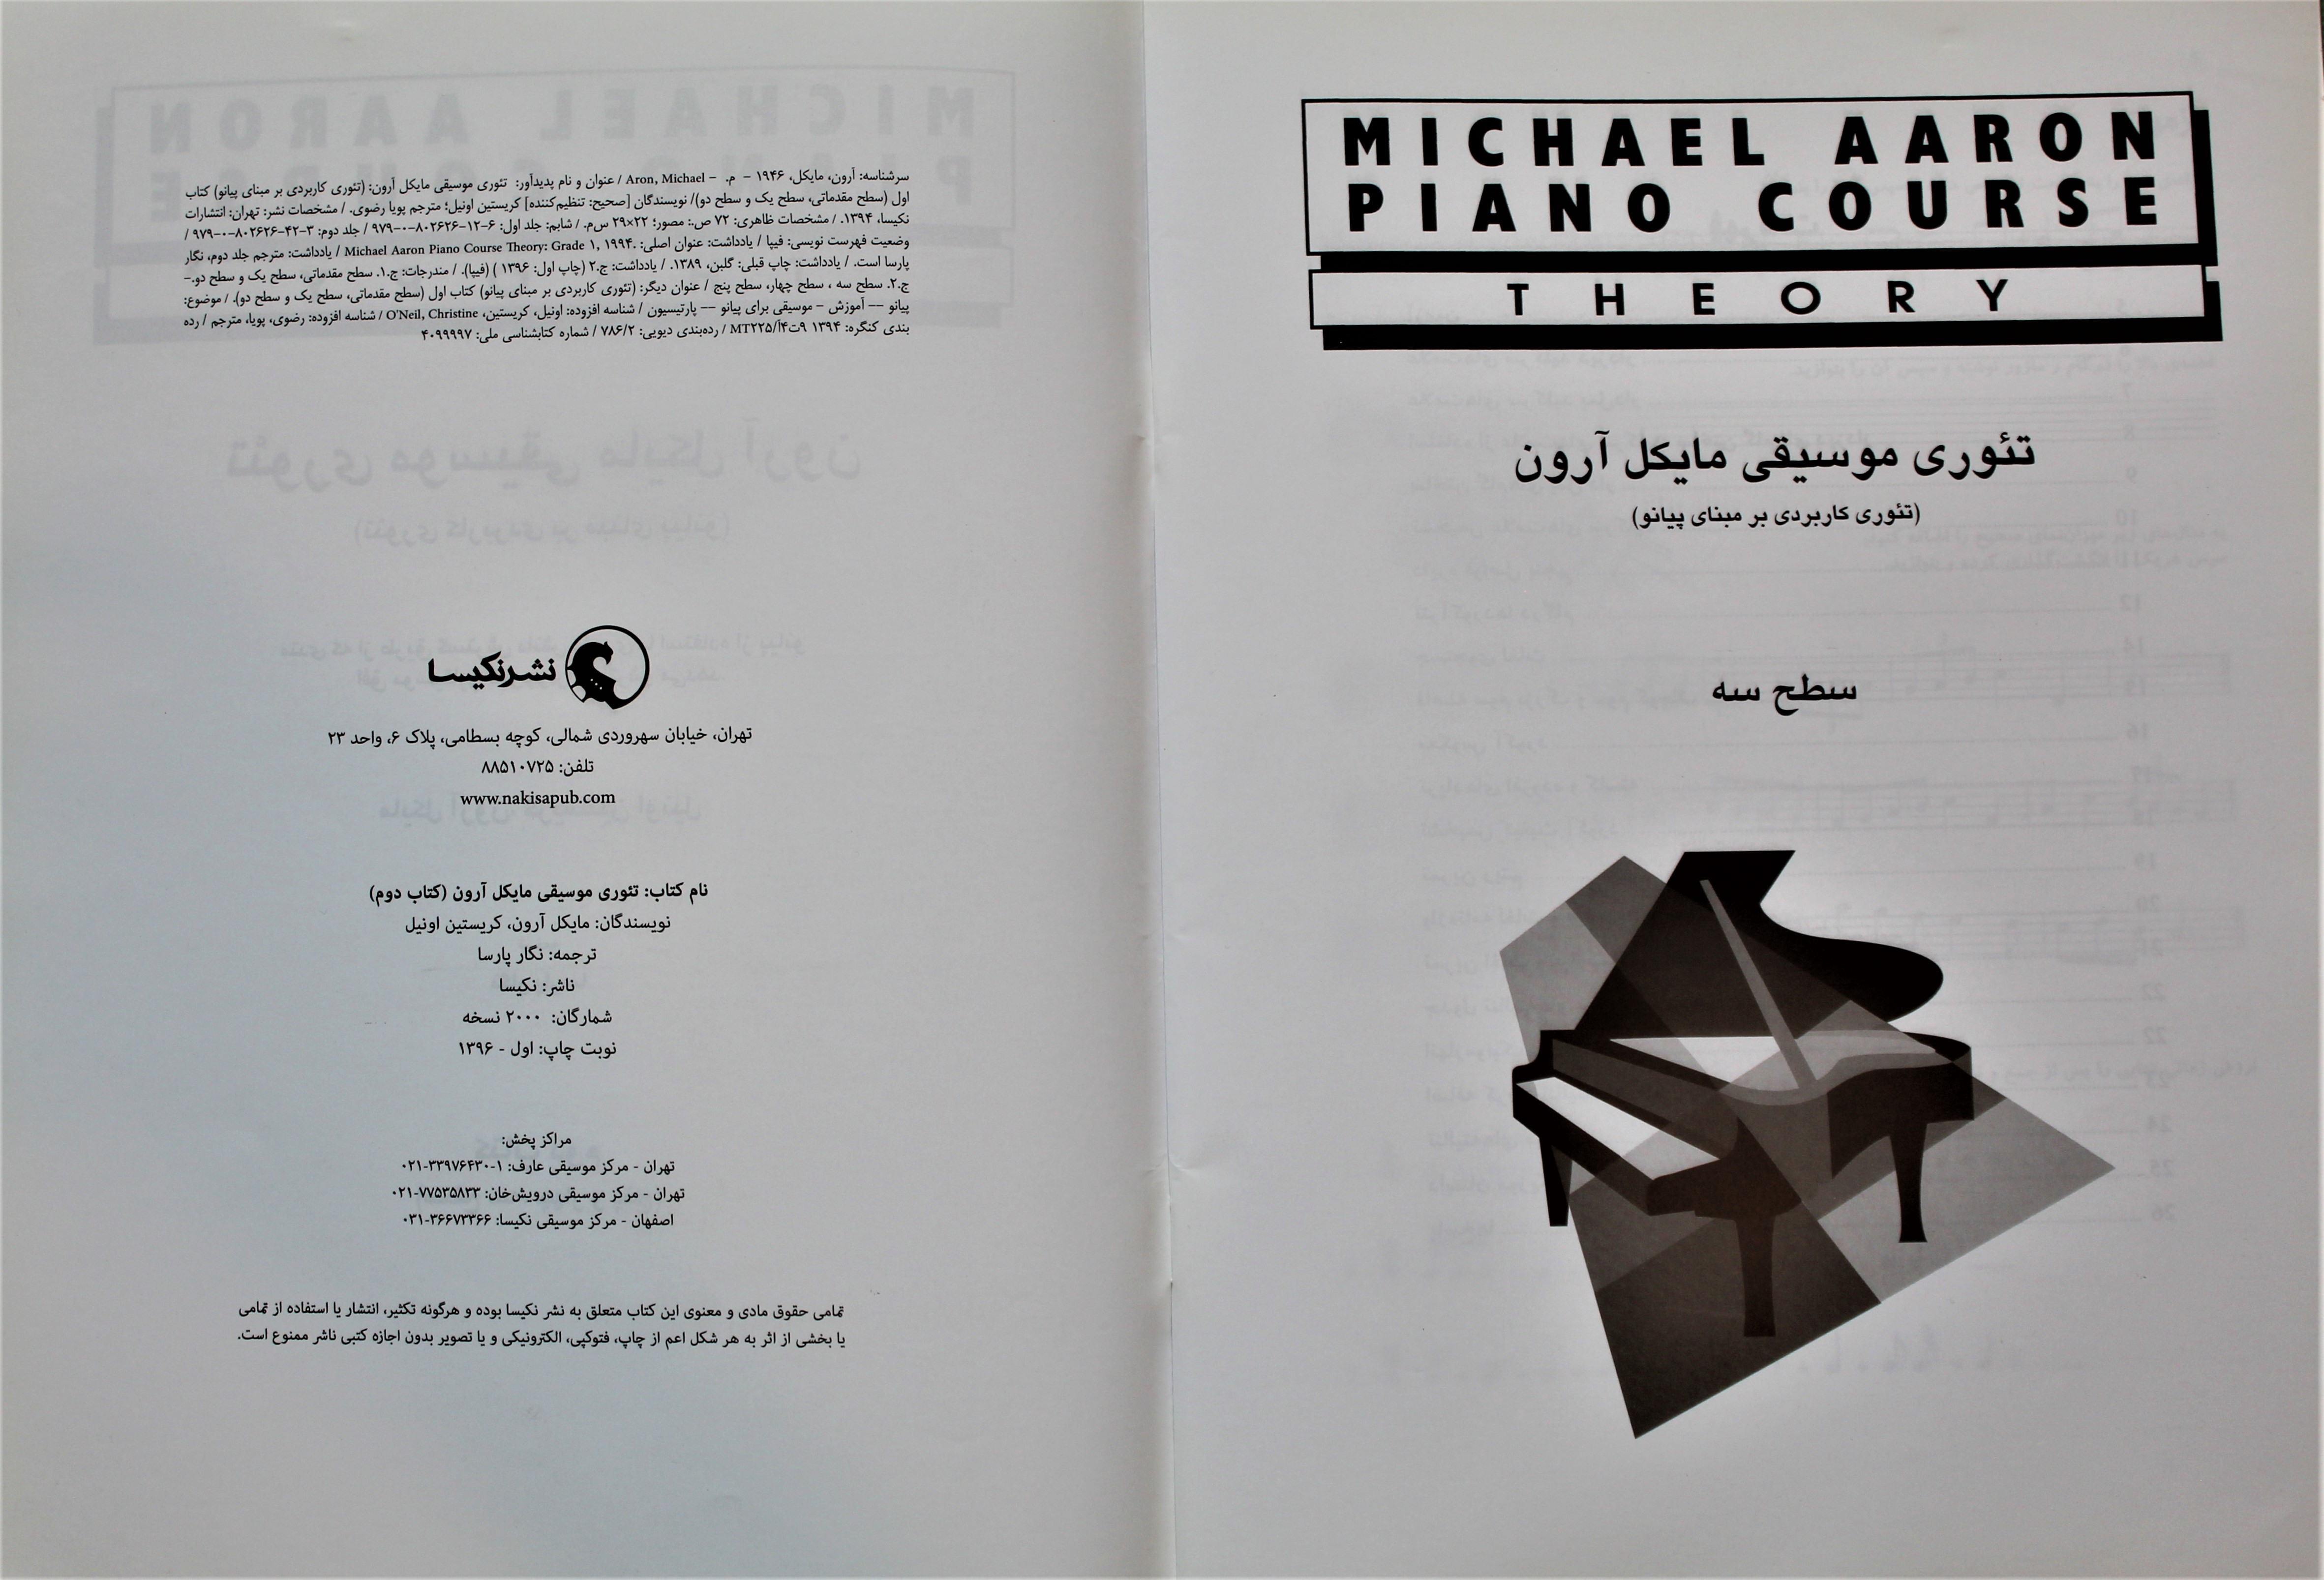 سرشناسه: آرون، مایکل، ۱۹۴۶ - م. - Aron, Michael / عنوان و نام پدیدآور: تئوری موسیقی مایکل آرون: (تئوری کاربردی بر مبنای پیانو) کتاب
اول (سطح مقدماتی، سطح یک و سطح دو)/ نویسندگان [صحیح: تنظیم‌کننده] کریستین اونیل؛ مترجم پویا رضوی. / مشخصات نشر: تهران: انتشارات
نکیسا، ۱۳۹۴. / مشخصات ظاهری: ۷۲ ص.: مصور؛ ۲۲×۲۹ س‌م. / شابم: جلد اول: ۶-۱۲-۸۰۲۶۲۶-۰-۹۷۹ / جلد دوم: ۳-۴۲-۸۰۲۶۲۶-۰-۹۷۹ /
وضعیت فهرست نویسی: فیپا / یادداشت: عنوان اصلی: Michael Aaron Piano Course Theory: Grade 1, 1994. / یادداشت: مترجم جلد دوم، نگار
پارسا است. / یادداشت: چاپ قبلی: گلبن، ۱۳۸۹. / یادداشت: ج.۲ (چاپ اول: ۱۳۹۶ ) (فیپا). / مندرجات: ج.۱. سطح مقدماتی، سطح یک و سطح دو.-
ج.۲. سطح سه ، سطح چهار، سطح پنج / عنوان دیگر: (تئوری کاربردی بر مبنای پیانو) کتاب اول (سطح مقدماتی، سطح یک و سطح دو). / موضوع:
پیانو -- آموزش - موسیقی برای پیانو -- پارتیسیون / شناسه افزوده: اونیل، کریستین، O'Neil, Christine / شناسه افزوده: رضوی، پویا، مترجم / رده
بندی کنگره: ۱۳۹۴ ۹ت۴آ/MT۲۲۵ / رده‌بندی دیویی: ۷۸۶/۲ / شماره کتابشناسی ملی: ۴۰۹۹۹۹۷
نشر نکیسا
تهران، خیابان سهروردی شمالی، کوچه بسطامی، پلاک ۶، واحد ۲۳
تلفن: ۸۸۵۱۰۷۲۵
www.nakisapub.com
نام کتاب: تئوری موسیقی مایکل آرون (کتاب دوم)
نویسندگان: مایکل آرون، کریستین اونیل
ترجمه: نگار پارسا
ناشر: نکیسا
شمارگان: ۲۰۰۰ نسخه
نوبت چاپ: اول - ۱۳۹۶
مراکز پخش:
تهران - مرکز موسیقی عارف: ۱-۳۳۹۷۶۴۳۰-۰۲۱
تهران - مرکز موسیقی درویش‌خان: ۷۷۵۳۵۸۳۳-۰۲۱
اصفهان - مرکز موسیقی نکیسا: ۳۶۶۷۳۳۶۶-۰۳۱
تمامی حقوق مادی و معنوی این کتاب متعلق به نشر نکیسا بوده و هرگونه تکثیر، انتشار یا استفاده از تمامی
یا بخشی از اثر به هر شکل اعم از چاپ، فتوکپی، الکترونیکی و یا تصویر بدون اجازه کتبی ناشر ممنوع است.
MICHAEL AARON
PIANO COURSE
THEORY
تئوری موسیقی مایکل آرون
(تئوری کاربردی بر مبنای پیانو)
سطح سه